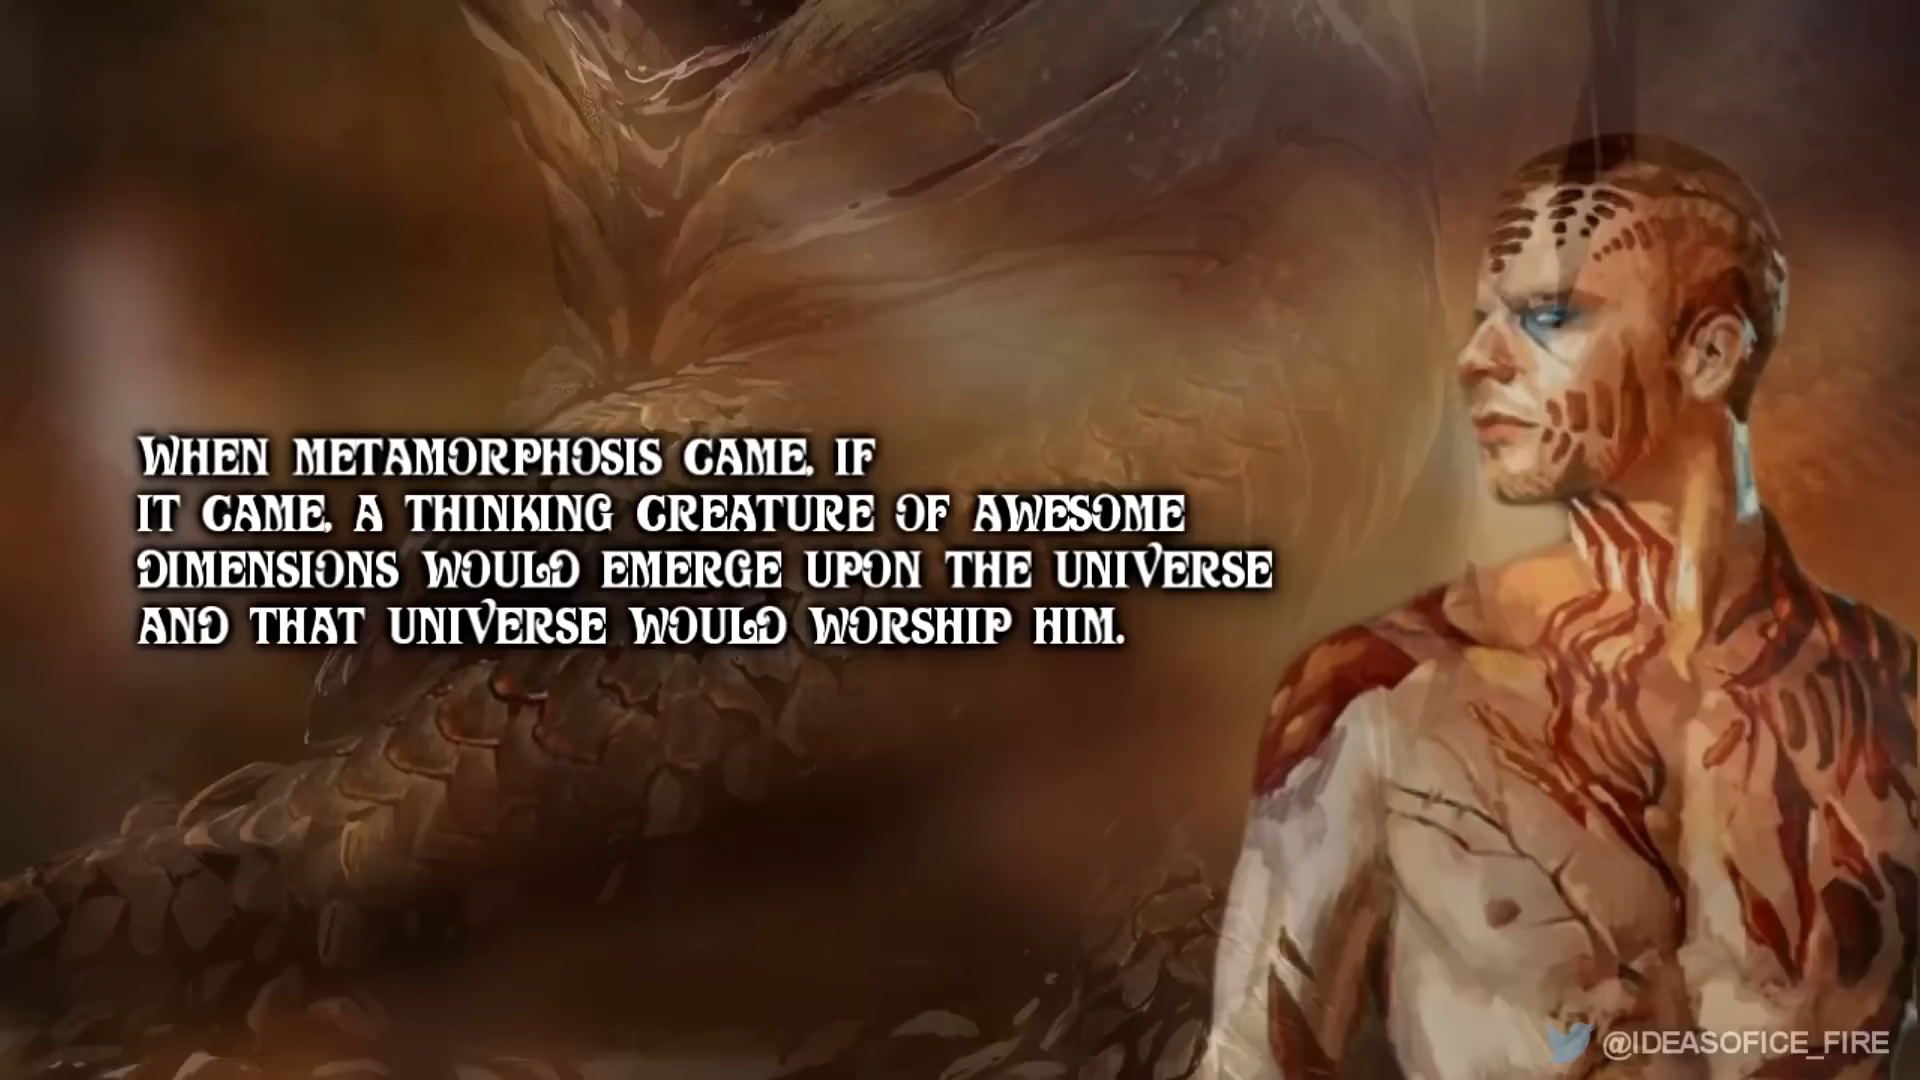 WHEN METAMORPHOSIS CAME, IF
IT CAME, A THINKING CREATURE OF AWESOME
DIMENSIONS WOULD EMERGE UPON THE UNIVERSE
AND THAT UNIVERSE WOULD WORSHIP HIM.
@IDEASOFICE_FIRE